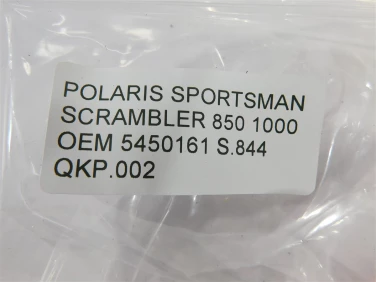 POLARIS SPORTSMAN
SCRAMBLER 850 1000
OEM 5450161 S.844
QKP.002